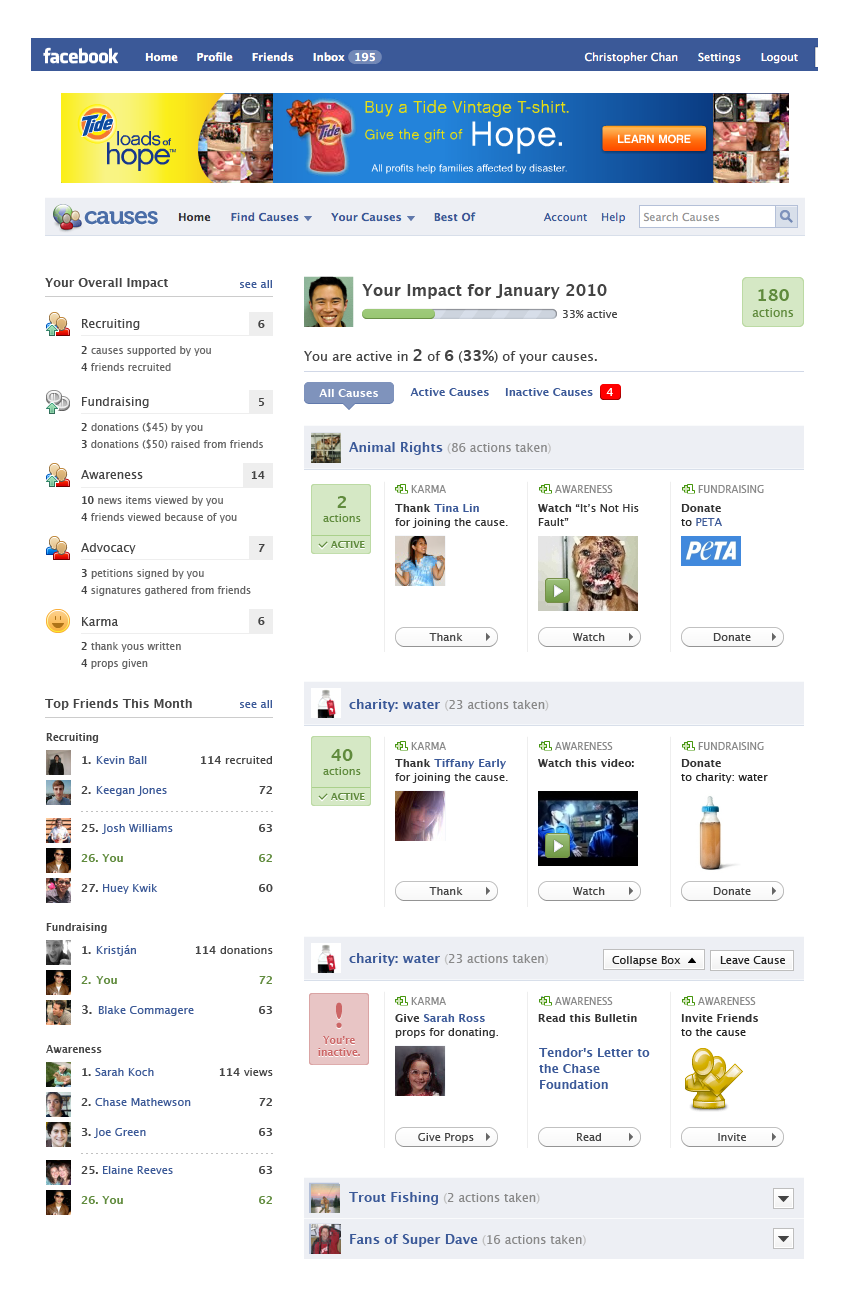 facebook Home Profile Friends Inbox 195 Christopher Chan Settings Logout
Tide loads of hope™
Tide
Buy a Tide Vintage T-shirt.
Give the gift of Hope.
All profits help families affected by disaster.
LEARN MORE
causes Home Find Causes Your Causes Best Of Account Help Search Causes
Your Overall Impact see all
Recruiting 6
2 causes supported by you
4 friends recruited
Fundraising 5
2 donations ($45) by you
3 donations ($50) raised from friends
Awareness 14
10 news items viewed by you
4 friends viewed because of you
Advocacy 7
3 petitions signed by you
4 signatures gathered from friends
Karma 6
2 thank yous written
4 props given
Top Friends This Month see all
Recruiting
1. Kevin Ball 114 recruited
2. Keegan Jones 72
25. Josh Williams 63
26. You 62
27. Huey Kwik 60
Fundraising
1. Kristján 114 donations
2. You 72
3. Blake Commagere 63
Awareness
1. Sarah Koch 114 views
2. Chase Mathewson 72
3. Joe Green 63
25. Elaine Reeves 63
26. You 62
Your Impact for January 2010
33% active
180
actions
You are active in 2 of 6 (33%) of your causes.
All Causes Active Causes Inactive Causes 4
Animal Rights (86 actions taken)
2
actions
ACTIVE
KARMA
Thank Tina Lin
for joining the cause.
Thank
AWARENESS
Watch “It’s Not His
Fault”
Watch
FUNDRAISING
Donate
to PETA
PETA
Donate
charity: water (23 actions taken)
40
actions
ACTIVE
KARMA
Thank Tiffany Early
for joining the cause.
Thank
AWARENESS
Watch this video:
Watch
FUNDRAISING
Donate
to charity: water
Donate
charity: water (23 actions taken) Collapse Box Leave Cause
!
You're
inactive.
KARMA
Give Sarah Ross
props for donating.
Give Props
AWARENESS
Read this Bulletin
Tendor's Letter to
the Chase
Foundation
Read
AWARENESS
Invite Friends
to the cause
Invite
Trout Fishing (2 actions taken)
Fans of Super Dave (16 actions taken)